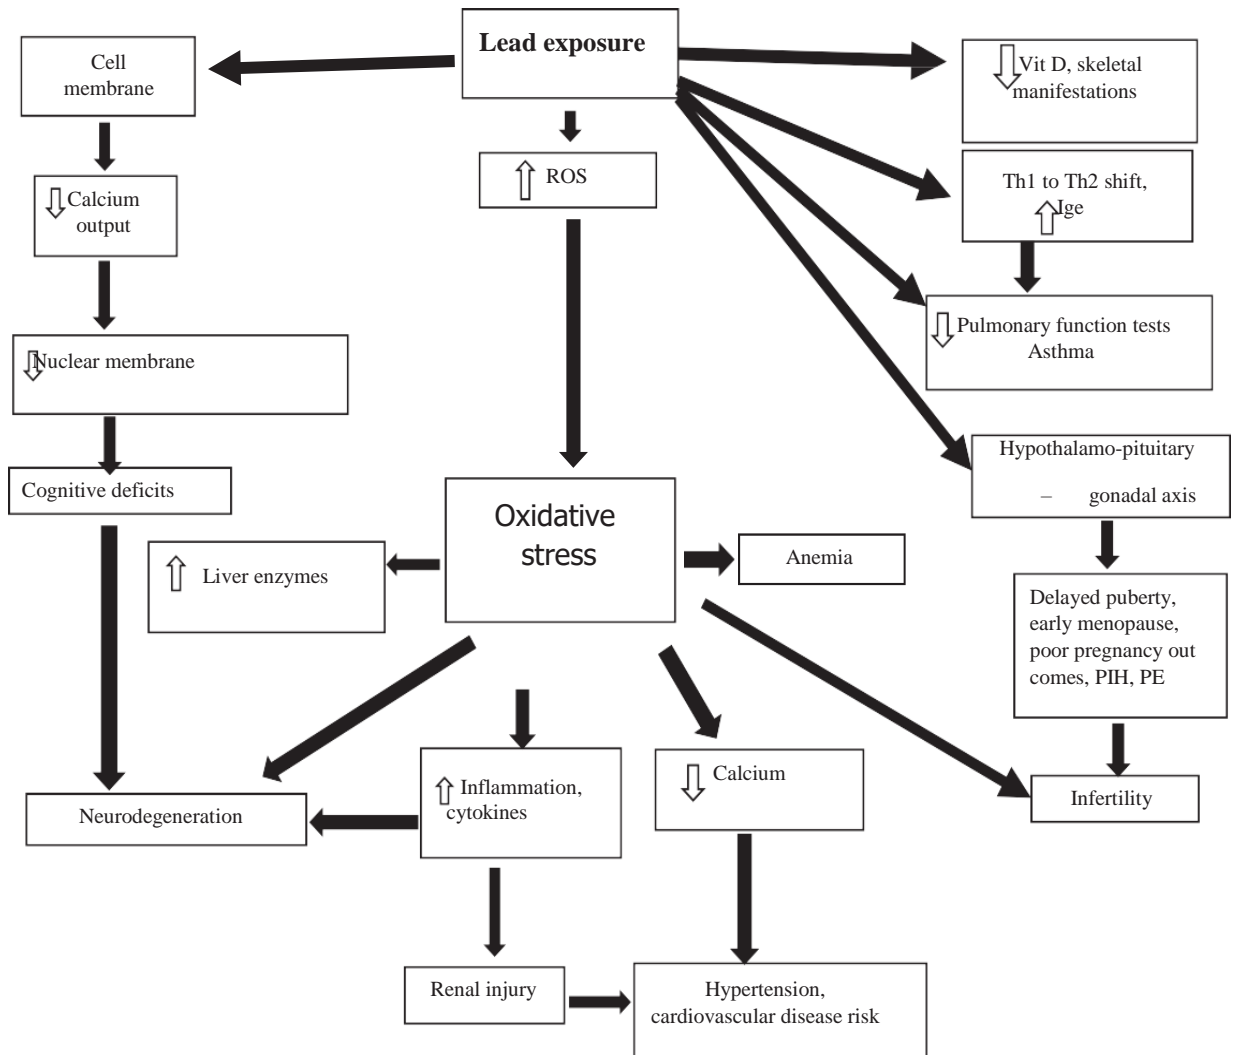 Lead exposure
Cell
membrane
Vit D, skeletal
manifestations
ROS
Th1 to Th2 shift,
Ige
Calcium
output
Pulmonary function tests
Asthma
Nuclear membrane
Hypothalamo-pituitary
– gonadal axis
Cognitive deficits
Oxidative
stress
Liver enzymes
Anemia
Delayed puberty,
early menopause,
poor pregnancy out
comes, PIH, PE
Inflammation,
cytokines
Calcium
Infertility
Neurodegeneration
Renal injury
Hypertension,
cardiovascular disease risk